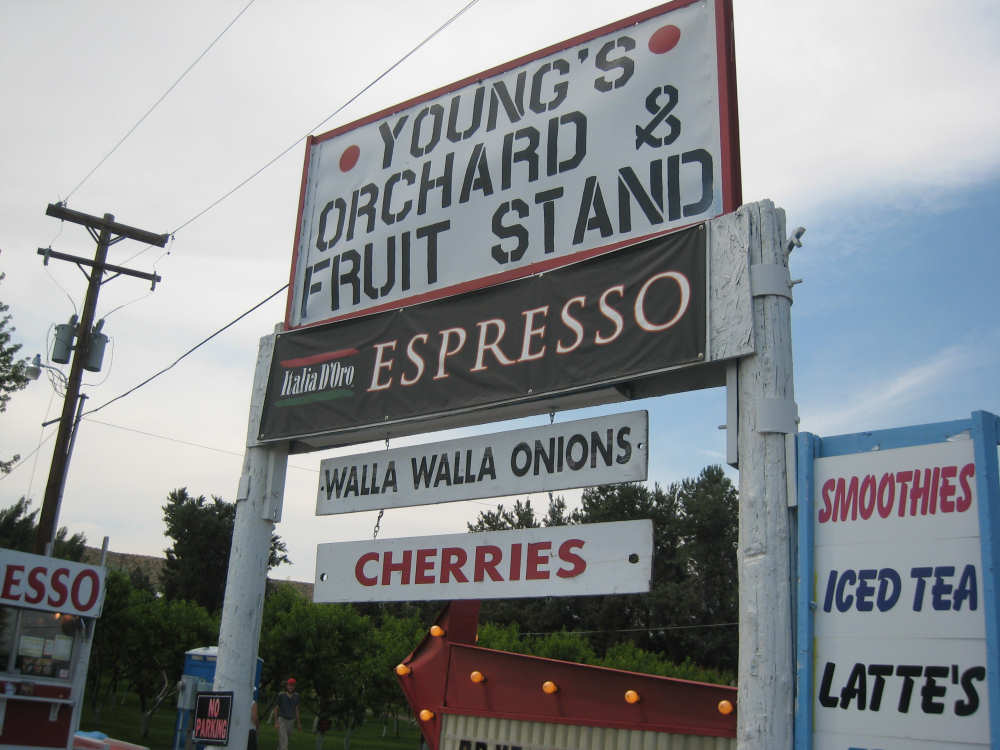 YOUNG'S
ORCHARD &
FRUIT STAND
Italia D'Oro ESPRESSO
WALLA WALLA ONIONS
CHERRIES
SMOOTHIES
ICED TEA
LATTE'S
ESSO
NO
PARKING